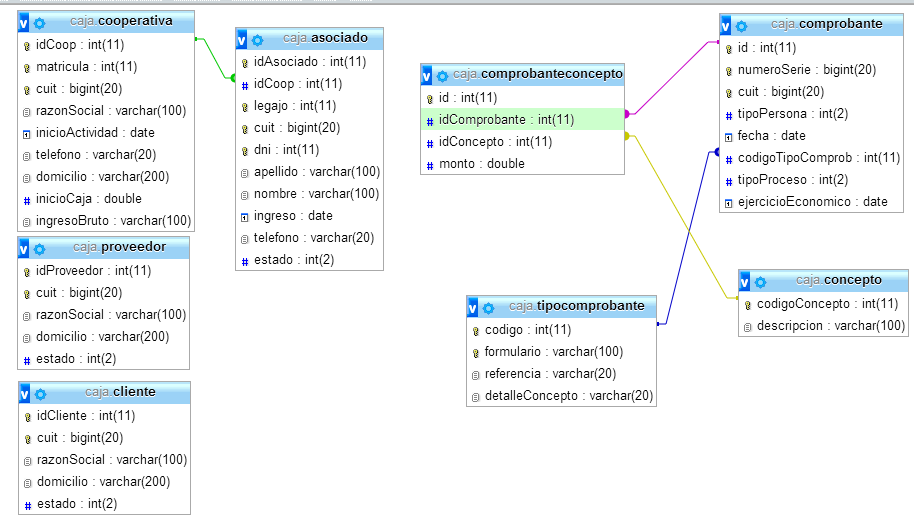 caja.cooperativa
idCoop : int(11)
matricula : int(11)
cuit : bigint(20)
razonSocial : varchar(100)
inicioActividad : date
telefono : varchar(20)
domicilio : varchar(200)
inicioCaja : double
ingresoBruto : varchar(100)
caja.proveedor
idProveedor : int(11)
cuit : bigint(20)
razonSocial : varchar(100)
domicilio : varchar(200)
estado : int(2)
caja.cliente
idCliente : int(11)
cuit : bigint(20)
razonSocial : varchar(100)
domicilio : varchar(200)
estado : int(2)
caja.asociado
idAsociado : int(11)
idCoop : int(11)
legajo : int(11)
cuit : bigint(20)
dni : int(11)
apellido : varchar(100)
nombre : varchar(100)
ingreso : date
telefono : varchar(20)
estado : int(2)
caja.comprobanteconcepto
id : int(11)
idComprobante : int(11)
idConcepto : int(11)
monto : double
caja.tipocomprobante
codigo : int(11)
formulario : varchar(100)
referencia : varchar(20)
detalleConcepto : varchar(20)
caja.comprobante
id : int(11)
numeroSerie : bigint(20)
cuit : bigint(20)
tipoPersona : int(2)
fecha : date
codigoTipoComprob : int(11)
tipoProceso : int(2)
ejercicioEconomico : date
caja.concepto
codigoConcepto : int(11)
descripcion : varchar(100)